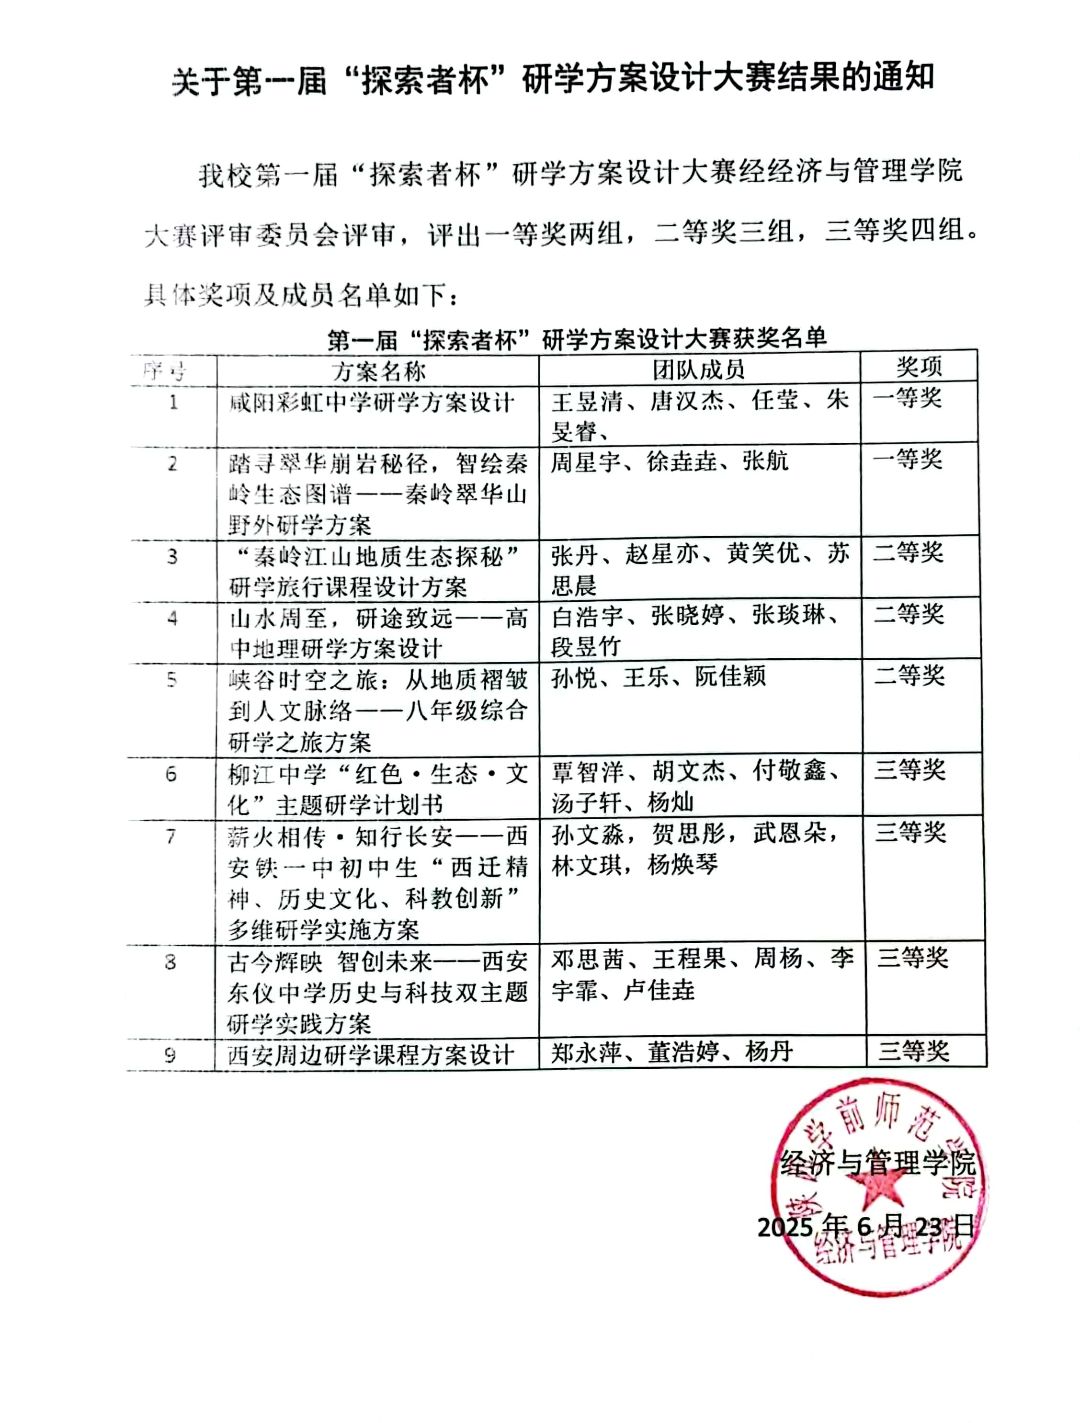 关于第一届“探索者杯”研学方案设计大赛结果的通知
我校第一届“探索者杯”研学方案设计大赛经经济与管理学院
大赛评审委员会评审，评出一等奖两组，二等奖三组，三等奖四组。
具体奖项及成员名单如下：
第一届“探索者杯”研学方案设计大赛获奖名单
序号 方案名称 团队成员 奖项
1 咸阳彩虹中学研学方案设计 王昱清、唐汉杰、任莹、朱 一等奖
旻睿、
2 踏寻翠华崩岩秘径，智绘秦 周星宇、徐垚垚、张航 一等奖
岭生态图谱——秦岭翠华山
野外研学方案
3 “秦岭江山地质生态探秘” 张丹、赵星亦、黄笑优、苏 二等奖
研学旅行课程设计方案 思晨
4 山水周至，研途致远——高 白浩宇、张晓婷、张琰琳、 二等奖
中地理研学方案设计 段昱竹
5 峡谷时空之旅：从地质褶皱 孙悦、王乐、阮佳颖 二等奖
到人文脉络——八年级综合
研学之旅方案
6 柳江中学“红色·生态·文 覃智洋、胡文杰、付敬鑫、 三等奖
化”主题研学计划书 汤子轩、杨灿
7 薪火相传·知行长安——西 孙文淼，贺思彤，武恩朵， 三等奖
安铁一中初中生“西迁精 林文琪，杨焕琴
神、历史文化、科教创新”
多维研学实施方案
8 古今辉映 智创未来——西安 邓思茜、王程果、周杨、李 三等奖
东仪中学历史与科技双主题 宇霏、卢佳垚
研学实践方案
9 西安周边研学课程方案设计 郑永萍、董浩婷、杨丹 三等奖
陕西学前师范学院
经济与管理学院
2025年6月23日
经济与管理学院